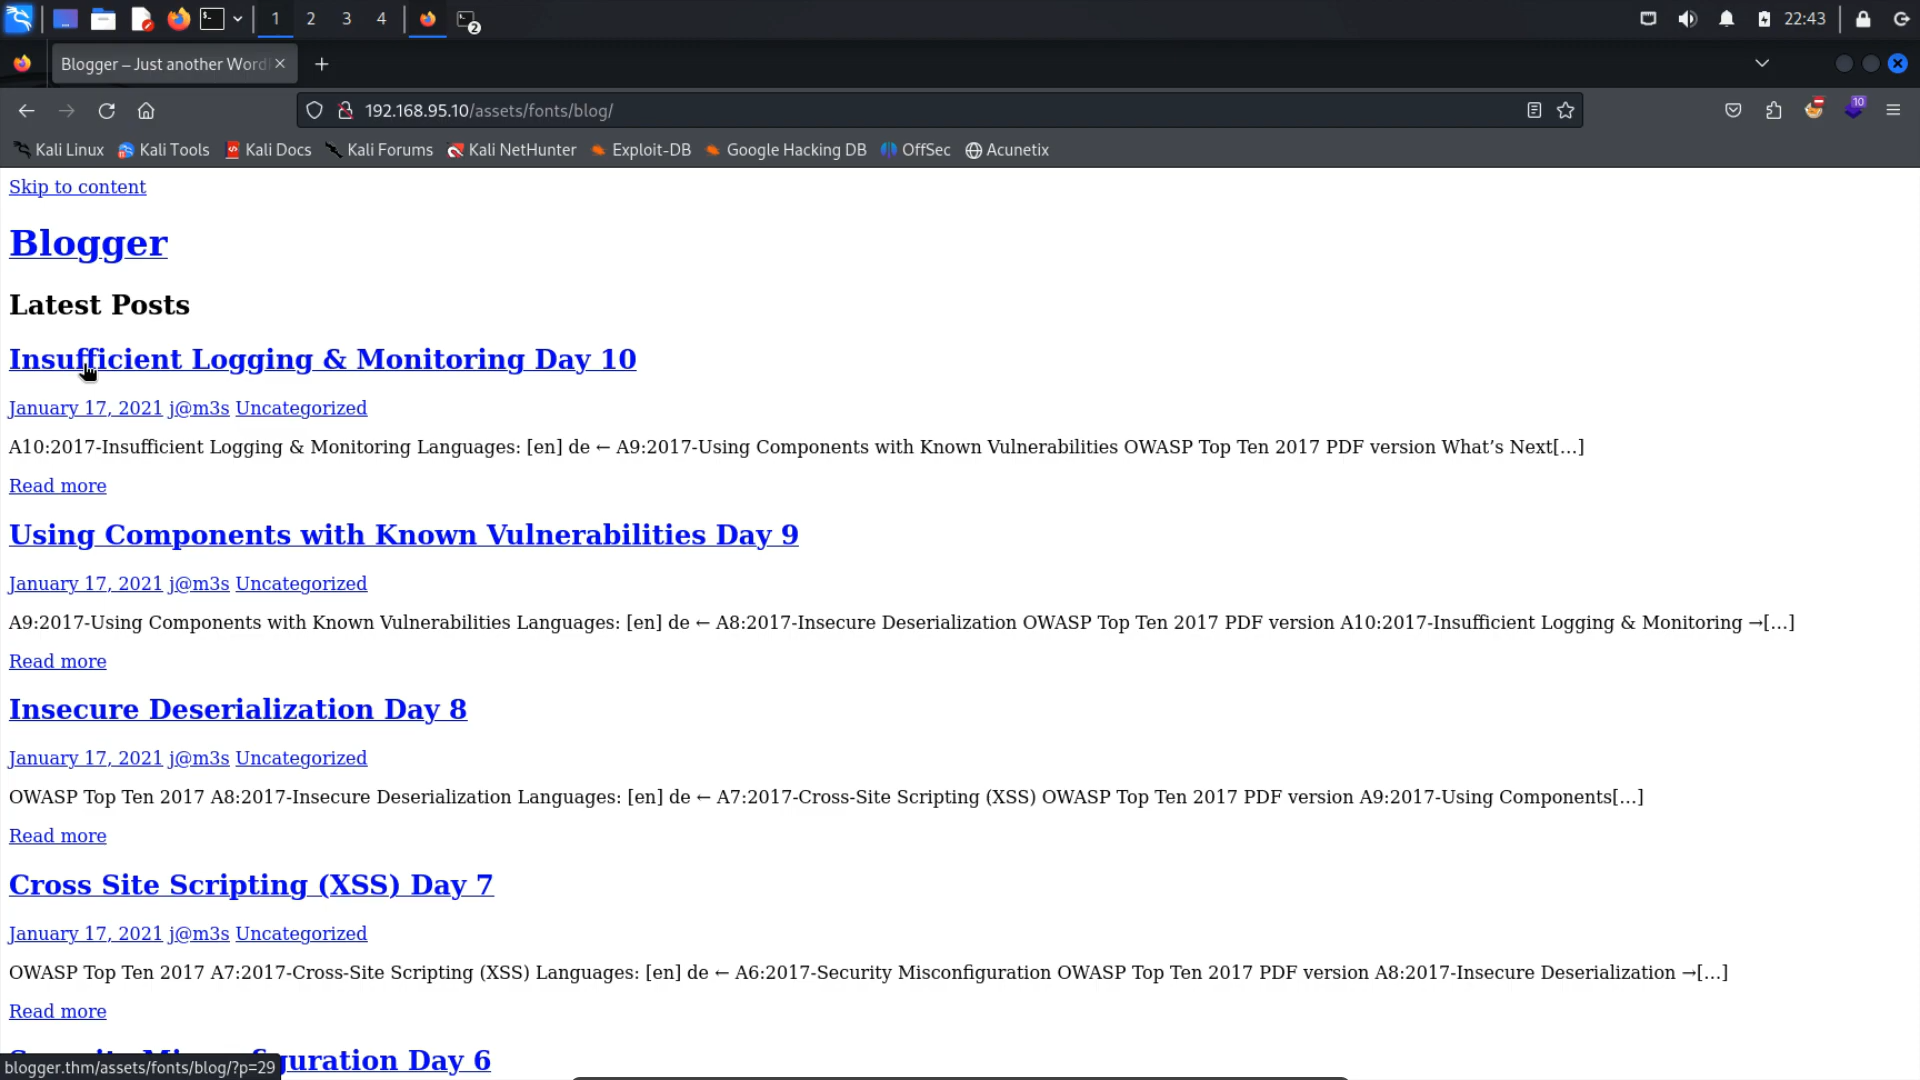 1 2 3 4 2 22:43
Blogger – Just another Word
192.168.95.10/assets/fonts/blog/ 10
Kali Linux Kali Tools Kali Docs Kali Forums Kali NetHunter Exploit-DB Google Hacking DB OffSec Acunetix
Skip to content
Blogger
Latest Posts
Insufficient Logging & Monitoring Day 10
January 17, 2021 j@m3s Uncategorized
A10:2017-Insufficient Logging & Monitoring Languages: [en] de ← A9:2017-Using Components with Known Vulnerabilities OWASP Top Ten 2017 PDF version What’s Next[…]
Read more
Using Components with Known Vulnerabilities Day 9
January 17, 2021 j@m3s Uncategorized
A9:2017-Using Components with Known Vulnerabilities Languages: [en] de ← A8:2017-Insecure Deserialization OWASP Top Ten 2017 PDF version A10:2017-Insufficient Logging & Monitoring →[…]
Read more
Insecure Deserialization Day 8
January 17, 2021 j@m3s Uncategorized
OWASP Top Ten 2017 A8:2017-Insecure Deserialization Languages: [en] de ← A7:2017-Cross-Site Scripting (XSS) OWASP Top Ten 2017 PDF version A9:2017-Using Components[…]
Read more
Cross Site Scripting (XSS) Day 7
January 17, 2021 j@m3s Uncategorized
OWASP Top Ten 2017 A7:2017-Cross-Site Scripting (XSS) Languages: [en] de ← A6:2017-Security Misconfiguration OWASP Top Ten 2017 PDF version A8:2017-Insecure Deserialization →[…]
Read more
Security Misconfiguration Day 6
blogger.thm/assets/fonts/blog/?p=29